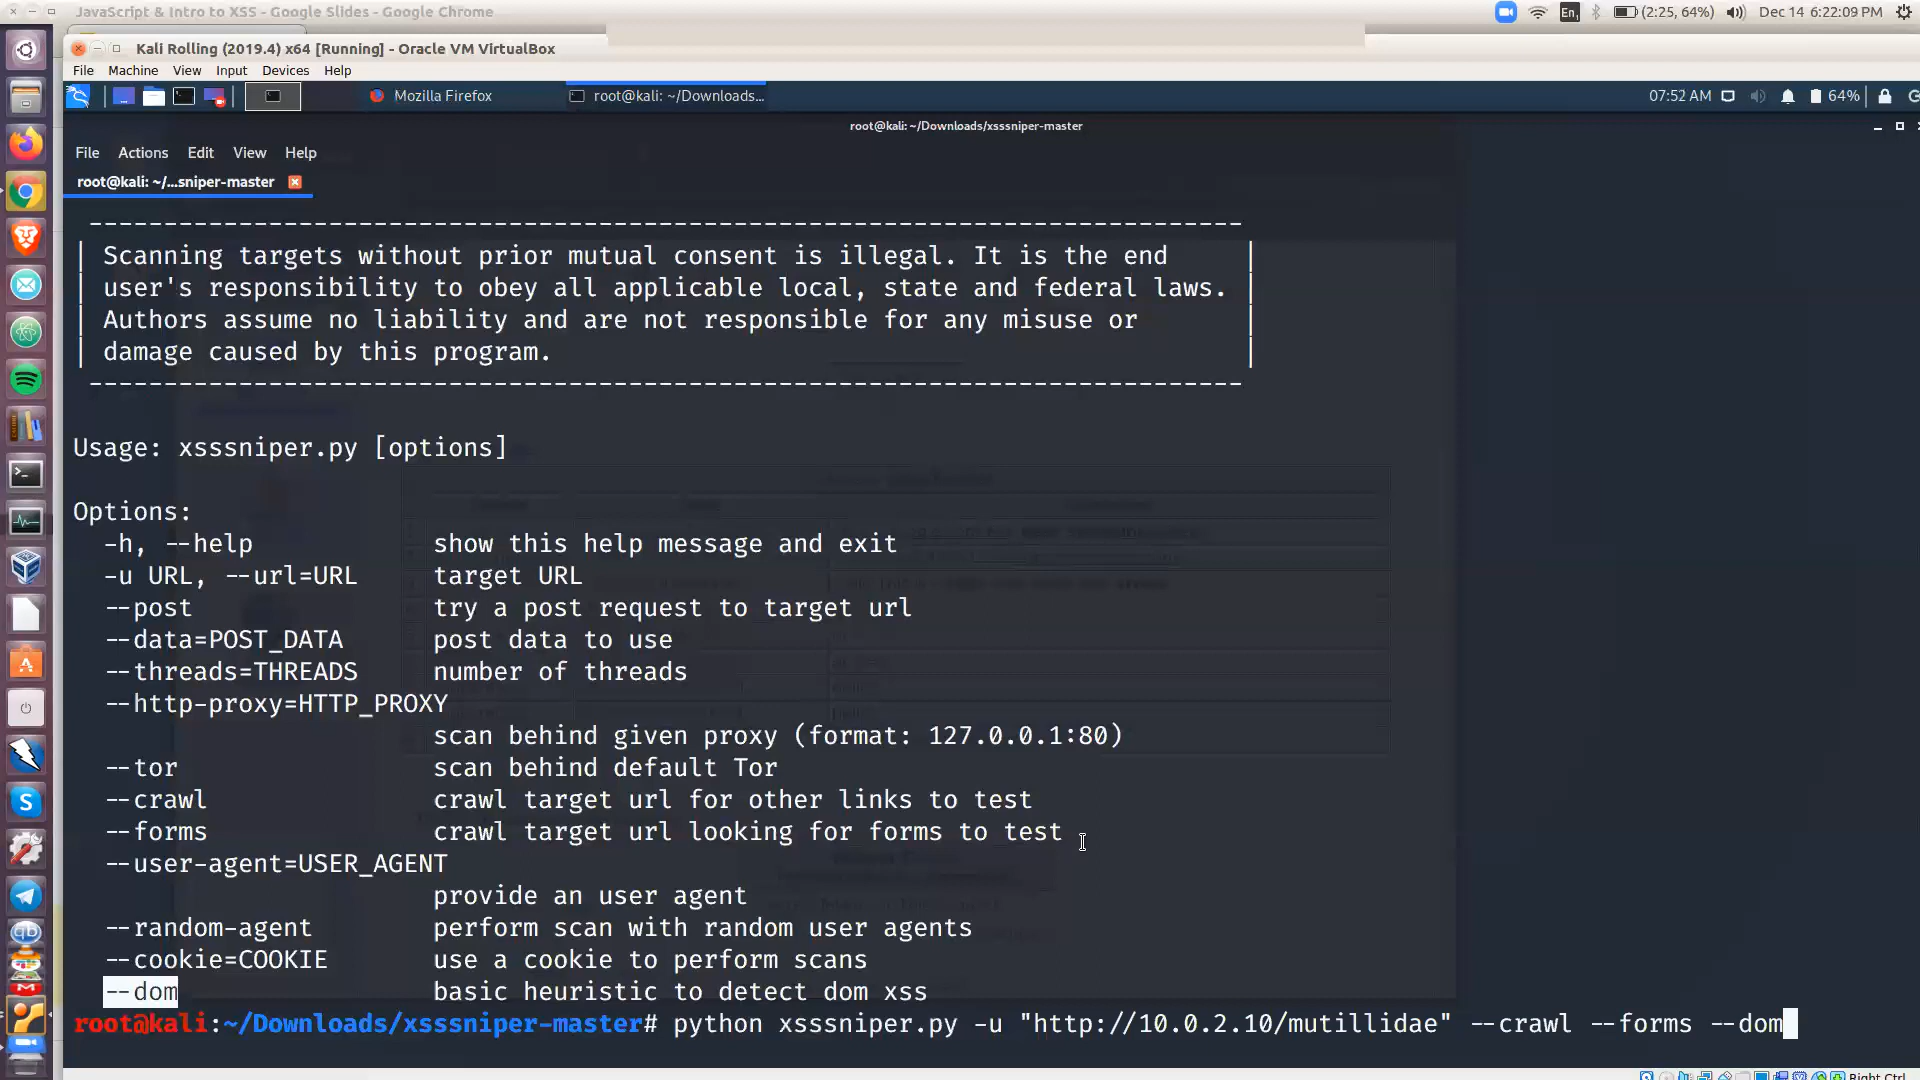 JavaScript & Intro to XSS - Google Slides - Google Chrome
En1
(2:25, 64%)
Dec 14 6:22:09 PM
Kali Rolling (2019.4) x64 [Running] - Oracle VM VirtualBox
File Machine View Input Devices Help
Mozilla Firefox
root@kali: ~/Downloads...
07:52 AM
64%
root@kali: ~/Downloads/xsssniper-master
File Actions Edit View Help
root@kali: ~/...sniper-master
-----------------------------------------------------------------------------
| Scanning targets without prior mutual consent is illegal. It is the end |
| user's responsibility to obey all applicable local, state and federal laws. |
| Authors assume no liability and are not responsible for any misuse or |
| damage caused by this program. |
-----------------------------------------------------------------------------
Usage: xsssniper.py [options]
Options:
-h, --help show this help message and exit
-u URL, --url=URL target URL
--post try a post request to target url
--data=POST_DATA post data to use
--threads=THREADS number of threads
--http-proxy=HTTP_PROXY
scan behind given proxy (format: 127.0.0.1:80)
--tor scan behind default Tor
--crawl crawl target url for other links to test
--forms crawl target url looking for forms to test
--user-agent=USER_AGENT
provide an user agent
--random-agent perform scan with random user agents
--cookie=COOKIE use a cookie to perform scans
--dom basic heuristic to detect dom xss
root@kali:~/Downloads/xsssniper-master# python xsssniper.py -u "http://10.0.2.10/mutillidae" --crawl --forms --dom
Right Ctrl